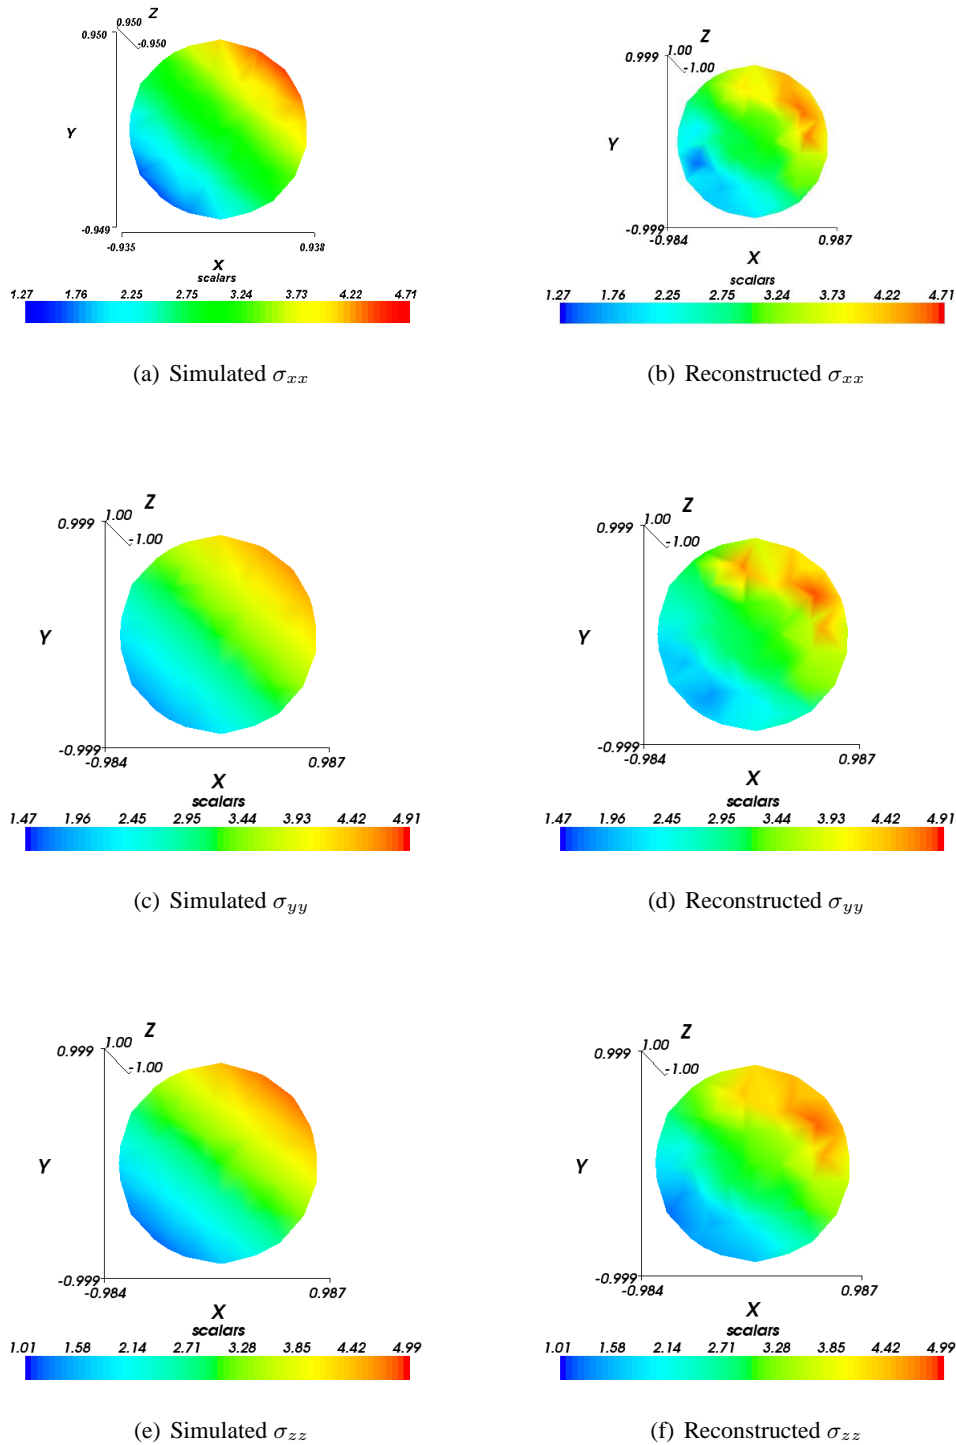 Z
0.950 0.950
-0.950
Y
-0.949
-0.935 0.938
X
scalars
1.27 1.76 2.25 2.75 3.24 3.73 4.22 4.71
(a) Simulated σxx
Z
0.999 1.00
-1.00
Y
-0.999
-0.984 0.987
X
scalars
1.27 1.76 2.25 2.75 3.24 3.73 4.22 4.71
(b) Reconstructed σxx
Z
0.999 1.00
-1.00
Y
-0.999
-0.984 0.987
X
scalars
1.47 1.96 2.45 2.95 3.44 3.93 4.42 4.91
(c) Simulated σyy
Z
0.999 1.00
-1.00
Y
-0.999
-0.984 0.987
X
scalars
1.47 1.96 2.45 2.95 3.44 3.93 4.42 4.91
(d) Reconstructed σyy
Z
0.999 1.00
-1.00
Y
-0.999
-0.984 0.987
X
scalars
1.01 1.58 2.14 2.71 3.28 3.85 4.42 4.99
(e) Simulated σzz
Z
0.999 1.00
-1.00
Y
-0.999
-0.984 0.987
X
scalars
1.01 1.58 2.14 2.71 3.28 3.85 4.42 4.99
(f) Reconstructed σzz